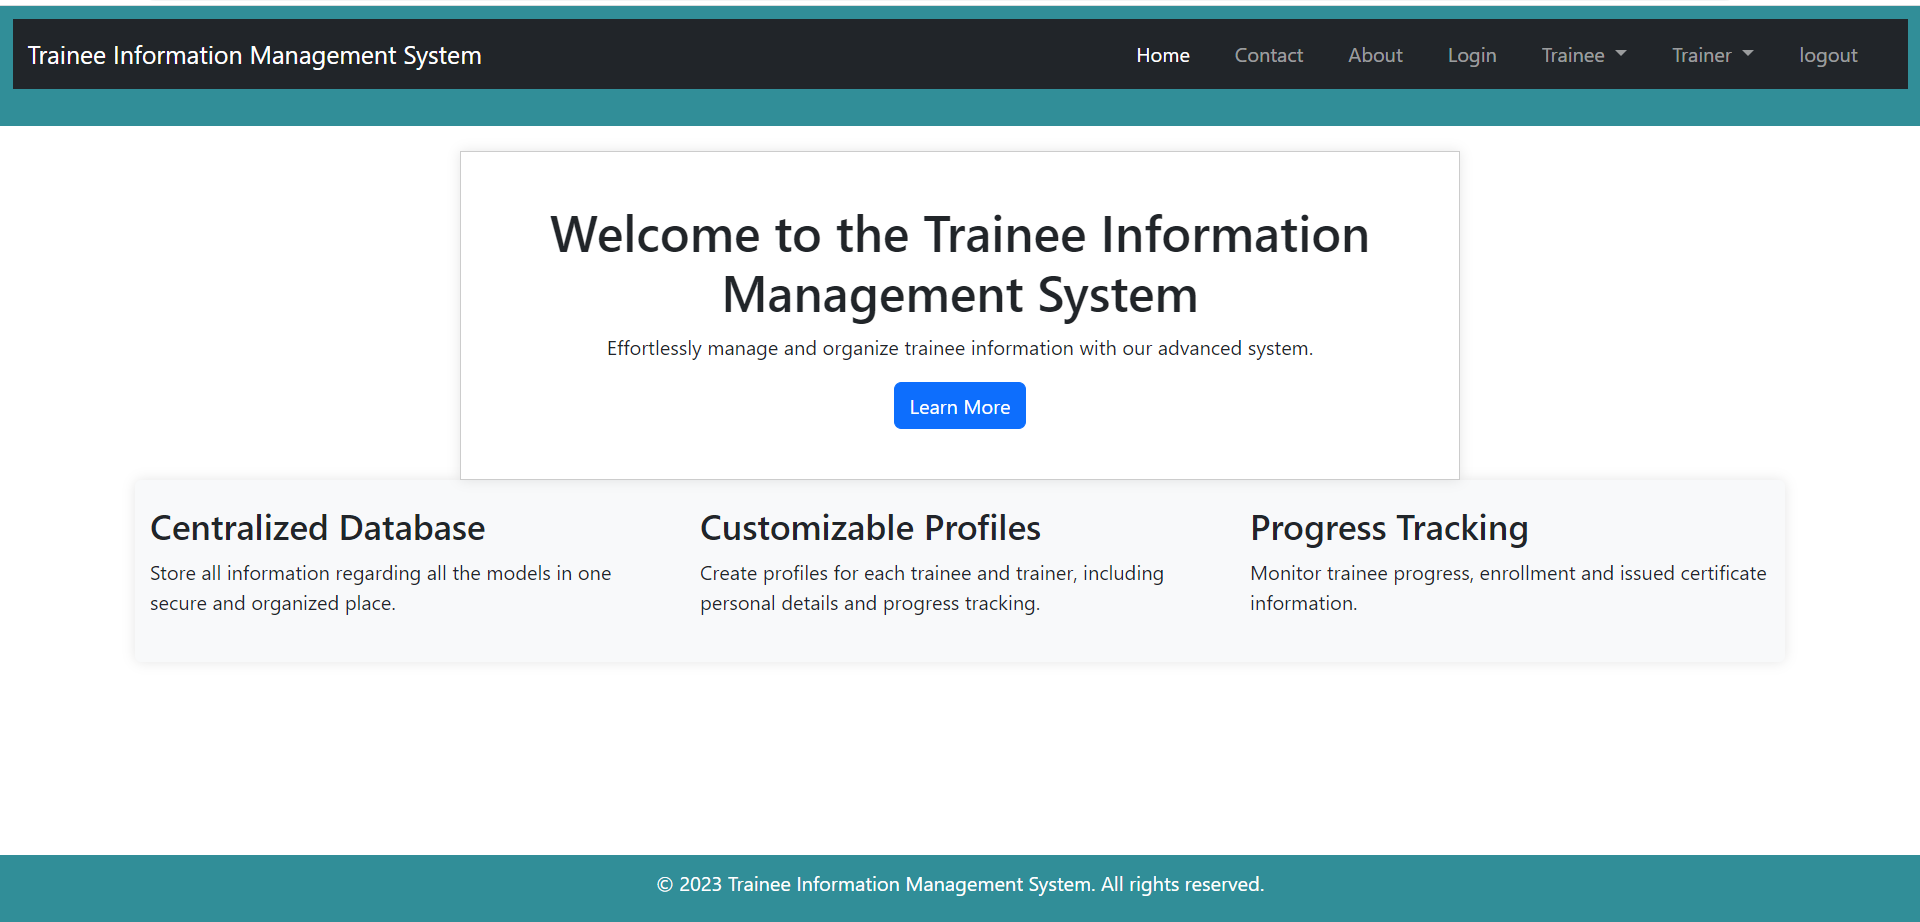 Trainee Information Management System
Home Contact About Login Trainee Trainer logout
Welcome to the Trainee Information
Management System
Effortlessly manage and organize trainee information with our advanced system.
Learn More
Centralized Database
Store all information regarding all the models in one
secure and organized place.
Customizable Profiles
Create profiles for each trainee and trainer, including
personal details and progress tracking.
Progress Tracking
Monitor trainee progress, enrollment and issued certificate
information.
© 2023 Trainee Information Management System. All rights reserved.